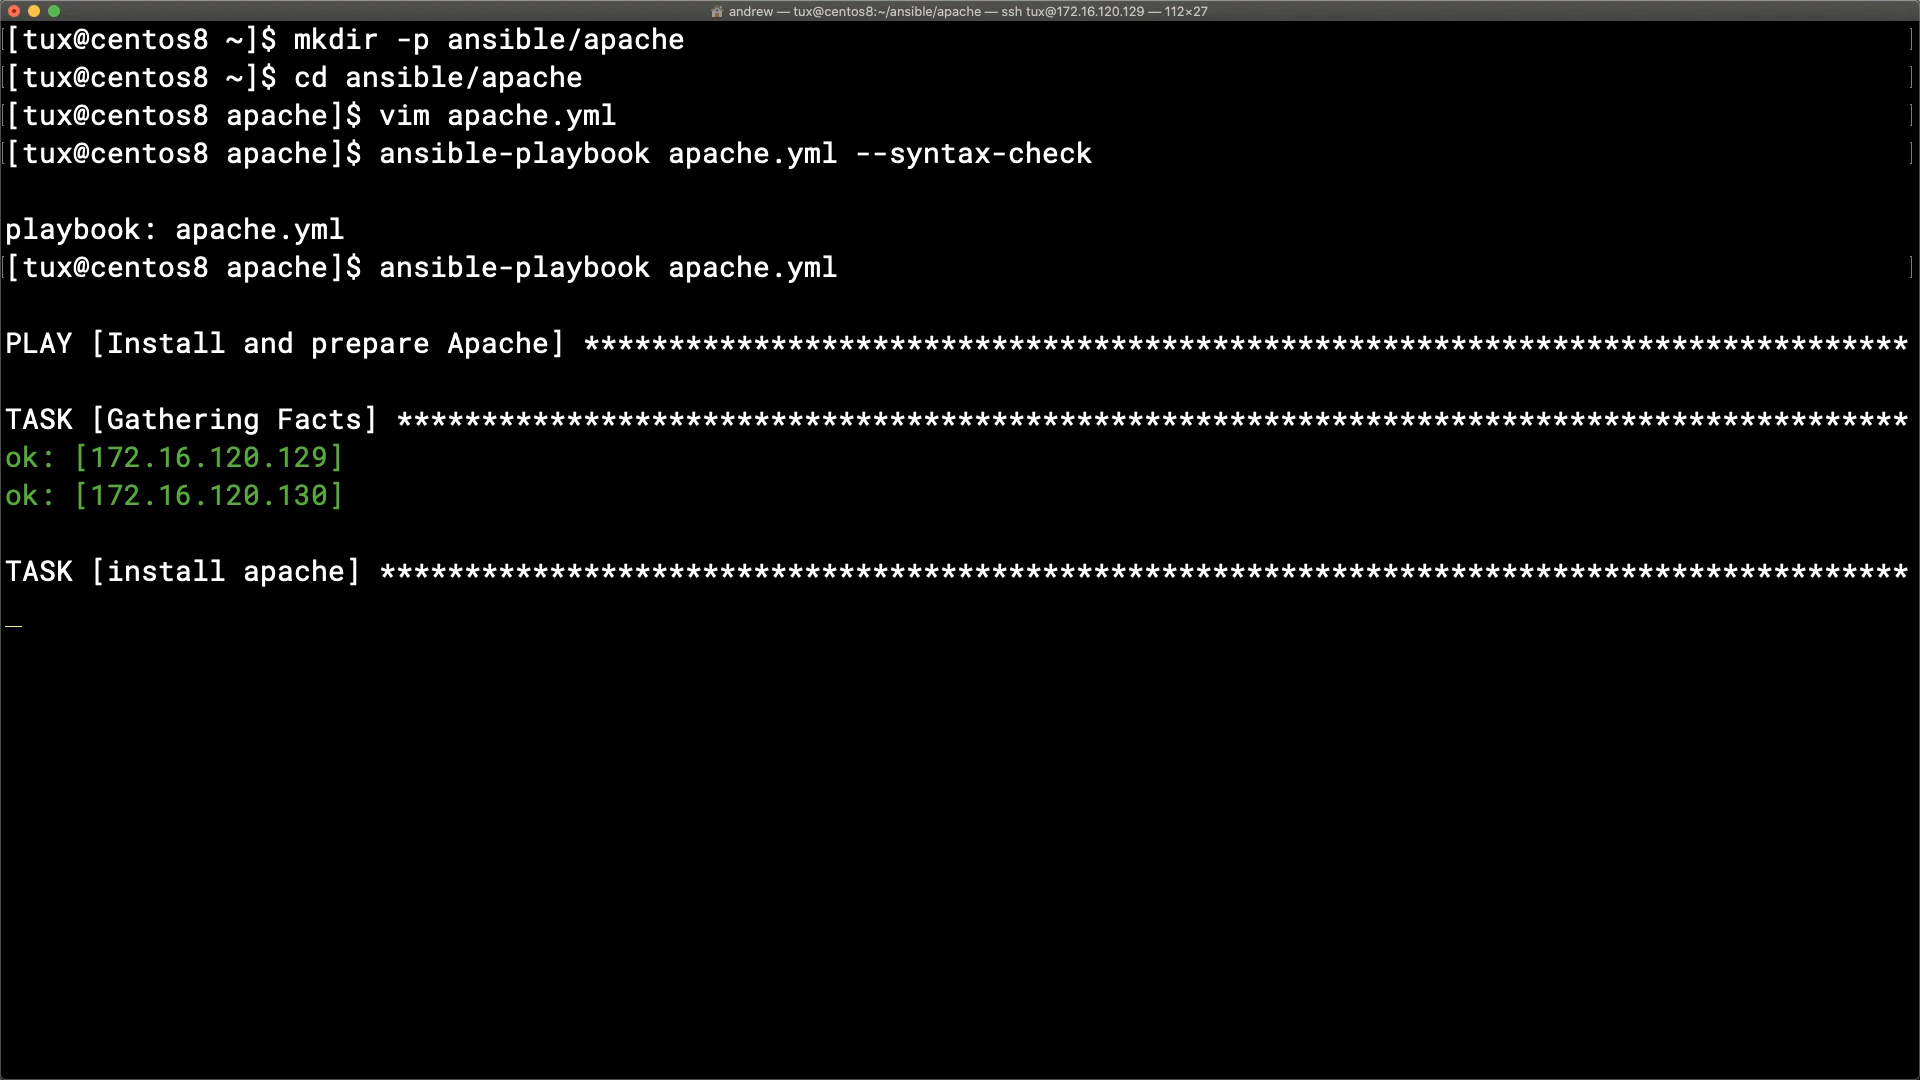 andrew — tux@centos8:~/ansible/apache — ssh tux@172.16.120.129 — 112×27
[tux@centos8 ~]$ mkdir -p ansible/apache
[tux@centos8 ~]$ cd ansible/apache
[tux@centos8 apache]$ vim apache.yml
[tux@centos8 apache]$ ansible-playbook apache.yml --syntax-check
playbook: apache.yml
[tux@centos8 apache]$ ansible-playbook apache.yml
PLAY [Install and prepare Apache] ******************************************************************************
TASK [Gathering Facts] *****************************************************************************************
ok: [172.16.120.129]
ok: [172.16.120.130]
TASK [install apache] ******************************************************************************************